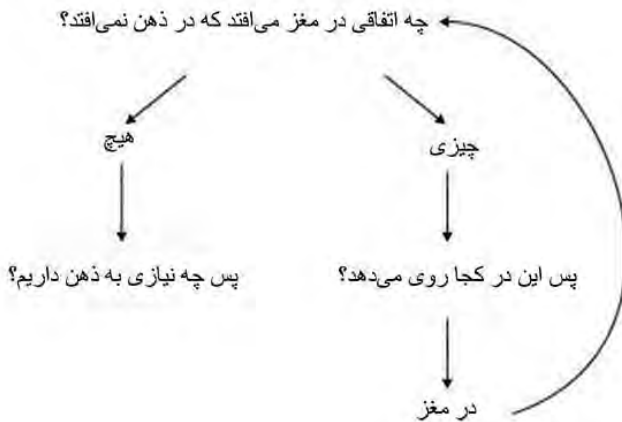 چه اتفاقی در مغز می‌افتد که در ذهن نمی‌افتد؟
چیزی
هیچ
پس این در کجا روی می‌دهد؟
پس چه نیازی به ذهن داریم؟
در مغز